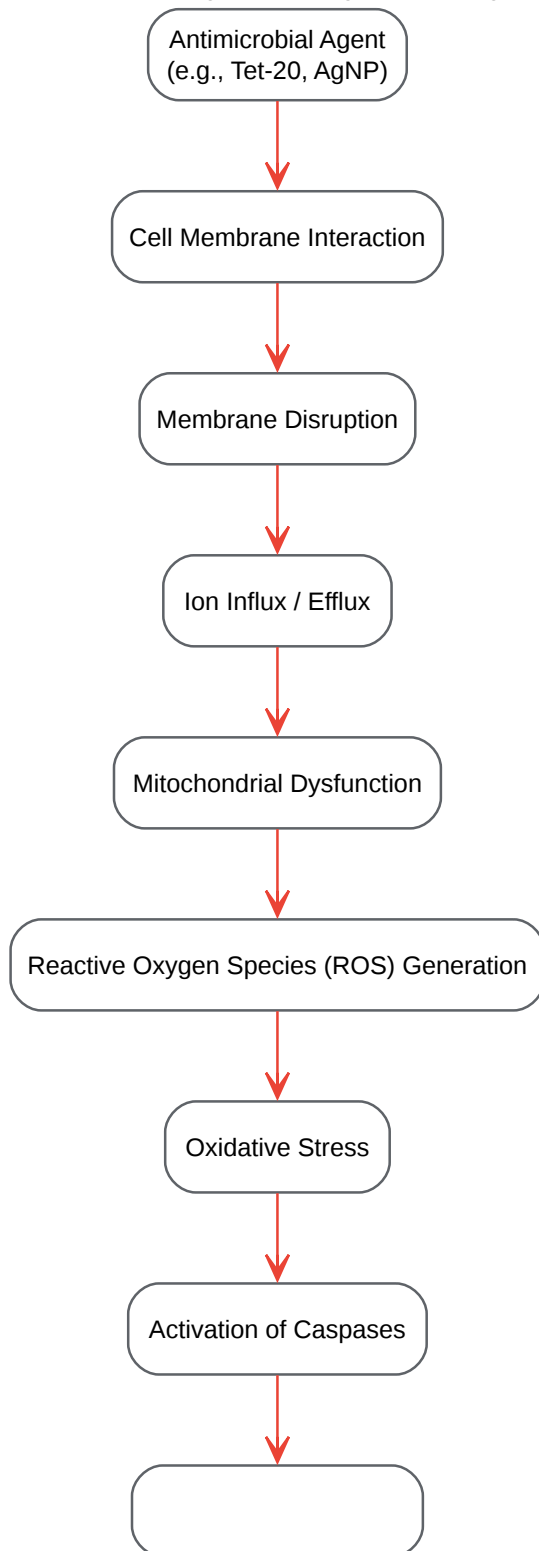 Antimicrobial Agent
(e.g., Tet-20, AgNP)
Cell Membrane Interaction
Membrane Disruption
Ion Influx / Efflux
Mitochondrial Dysfunction
Reactive Oxygen Species (ROS) Generation
Oxidative Stress
Activation of Caspases